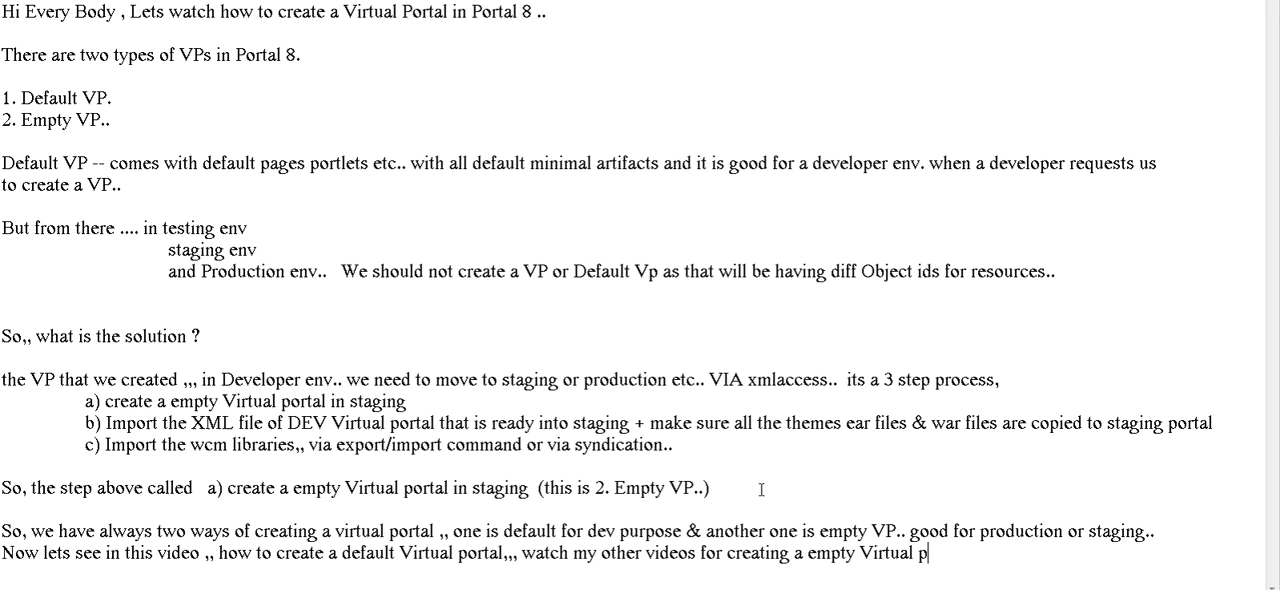 Hi Every Body , Lets watch how to create a Virtual Portal in Portal 8 ..
There are two types of VPs in Portal 8.
1. Default VP.
2. Empty VP..
Default VP -- comes with default pages portlets etc.. with all default minimal artifacts and it is good for a developer env. when a developer requests us
to create a VP..
But from there .... in testing env
staging env
and Production env..   We should not create a VP or Default Vp as that will be having diff Object ids for resources..
So,, what is the solution ?
the VP that we created ,,, in Developer env.. we need to move to staging or production etc.. VIA xmlaccess..  its a 3 step process,
a) create a empty Virtual portal in staging
b) Import the XML file of DEV Virtual portal that is ready into staging + make sure all the themes ear files & war files are copied to staging portal
c) Import the wcm libraries,, via export/import command or via syndication..
So, the step above called   a) create a empty Virtual portal in staging  (this is 2. Empty VP..)
So, we have always two ways of creating a virtual portal ,, one is default for dev purpose & another one is empty VP.. good for production or staging..
Now lets see in this video ,, how to create a default Virtual portal,,, watch my other videos for creating a empty Virtual p